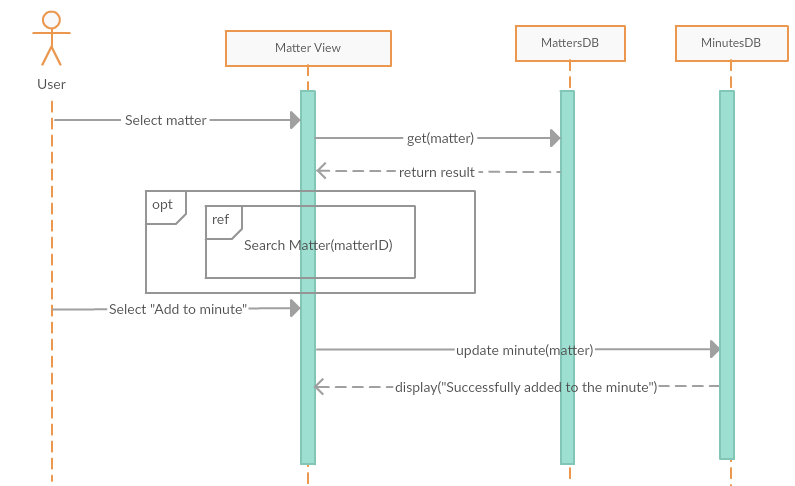 Matter View
MattersDB
MinutesDB
User
Select matter
get(matter)
return result
opt
ref
Search Matter(matterID)
Select "Add to minute"
update minute(matter)
display("Successfully added to the minute")